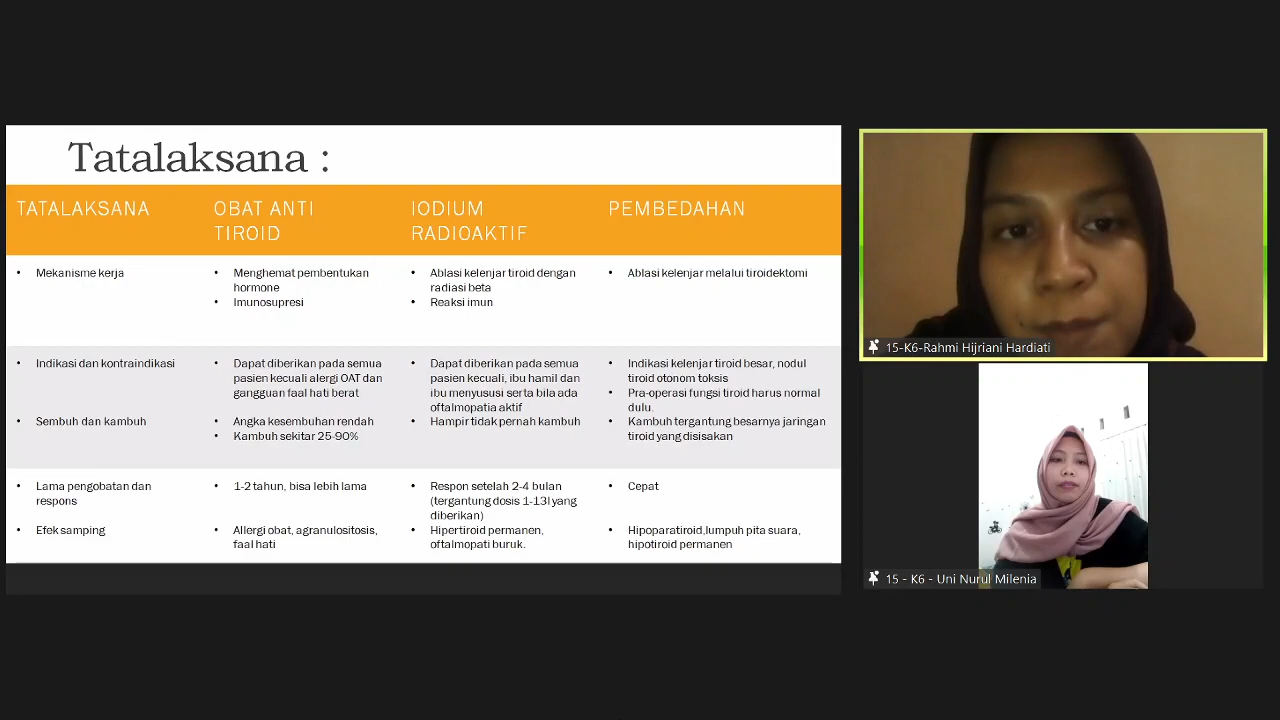 Tatalaksana :
TATALAKSANA
OBAT ANTI
TIROID
IODIUM
RADIOAKTIF
PEMBEDAHAN
• Mekanisme kerja
• Menghemat pembentukan
hormone
• Imunosupresi
• Ablasi kelenjar tiroid dengan
radiasi beta
• Reaksi imun
• Ablasi kelenjar melalui tiroidektomi
• Indikasi dan kontraindikasi
• Dapat diberikan pada semua
pasien kecuali alergi OAT dan
gangguan faal hati berat
• Dapat diberikan pada semua
pasien kecuali, ibu hamil dan
ibu menyususi serta bila ada
oftalmopatia aktif
• Indikasi kelenjar tiroid besar, nodul
tiroid otonom toksis
• Pra-operasi fungsi tiroid harus normal
dulu.
• Sembuh dan kambuh
• Angka kesembuhan rendah
• Kambuh sekitar 25-90%
• Hampir tidak pernah kambuh
• Kambuh tergantung besarnya jaringan
tiroid yang disisakan
• Lama pengobatan dan
respons
• 1-2 tahun, bisa lebih lama
• Respon setelah 2-4 bulan
(tergantung dosis 1-13l yang
diberikan)
• Cepat
• Efek samping
• Allergi obat, agranulositosis,
faal hati
• Hipertiroid permanen,
oftalmopati buruk.
• Hipoparatiroid,lumpuh pita suara,
hipotiroid permanen
15-K6-Rahmi Hijriani Hardiati
15 - K6 - Uni Nurul Milenia